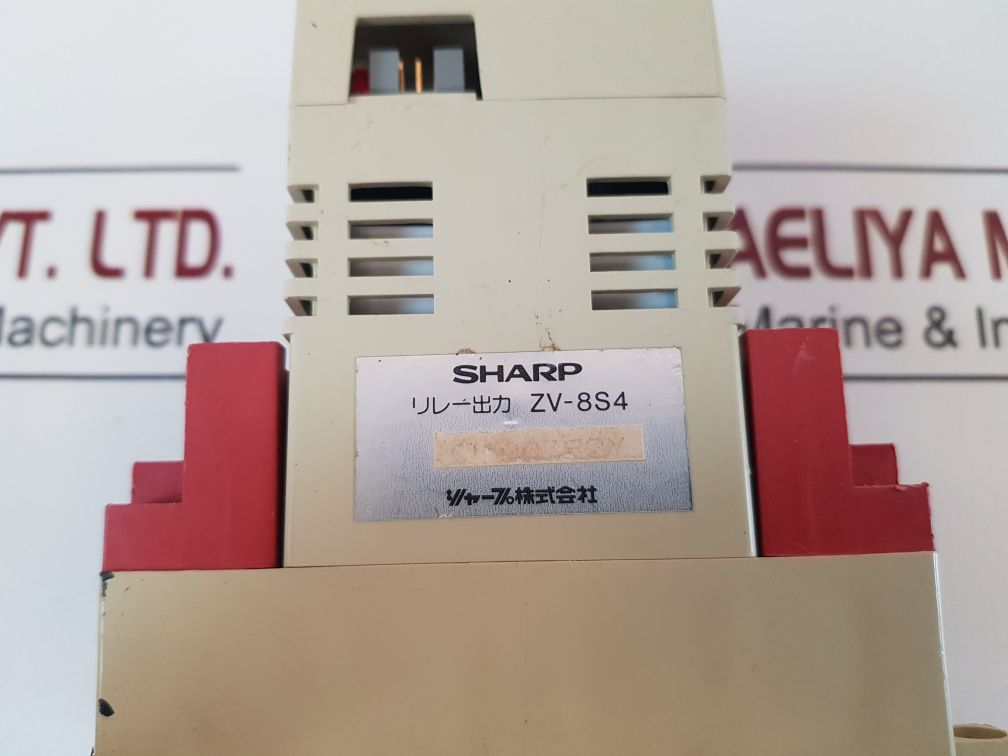 VT. LTD.
AELIYA M
Machinery
Marine & In
SHARP
リレー出力 ZV-8S4
シャープ株式会社